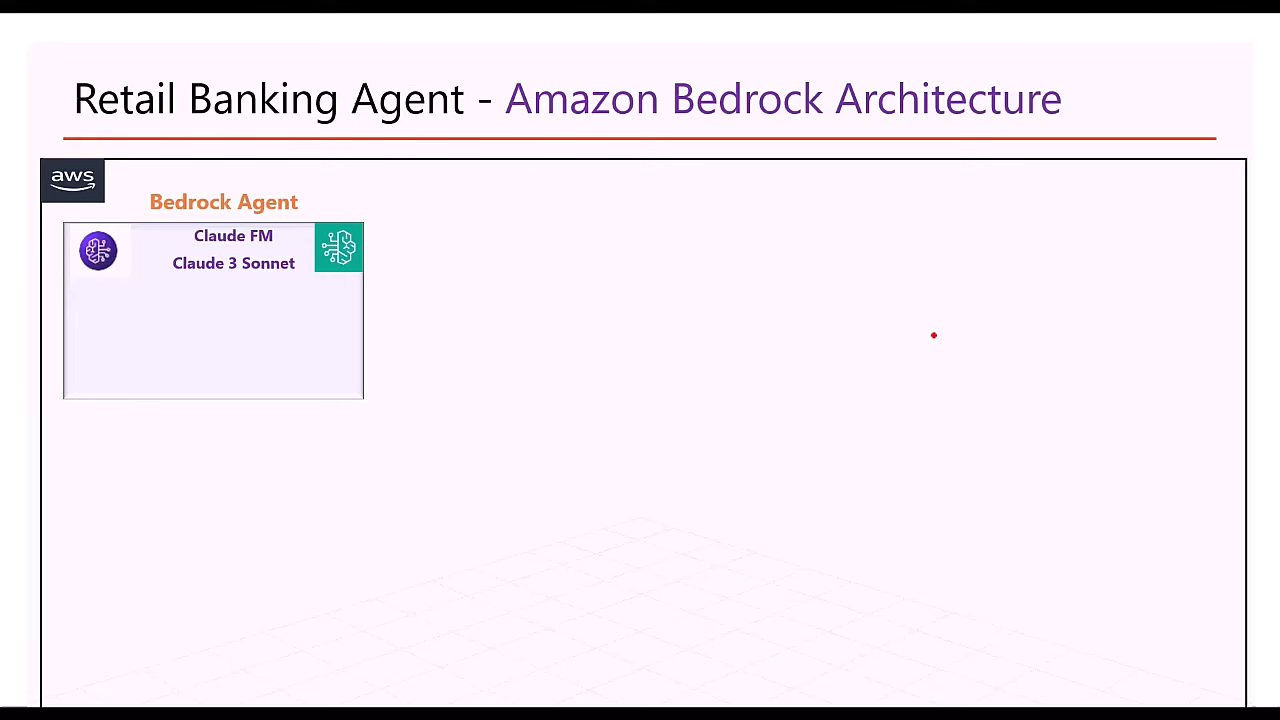 Retail Banking Agent - Amazon Bedrock Architecture
aws
Bedrock Agent
Claude FM
Claude 3 Sonnet